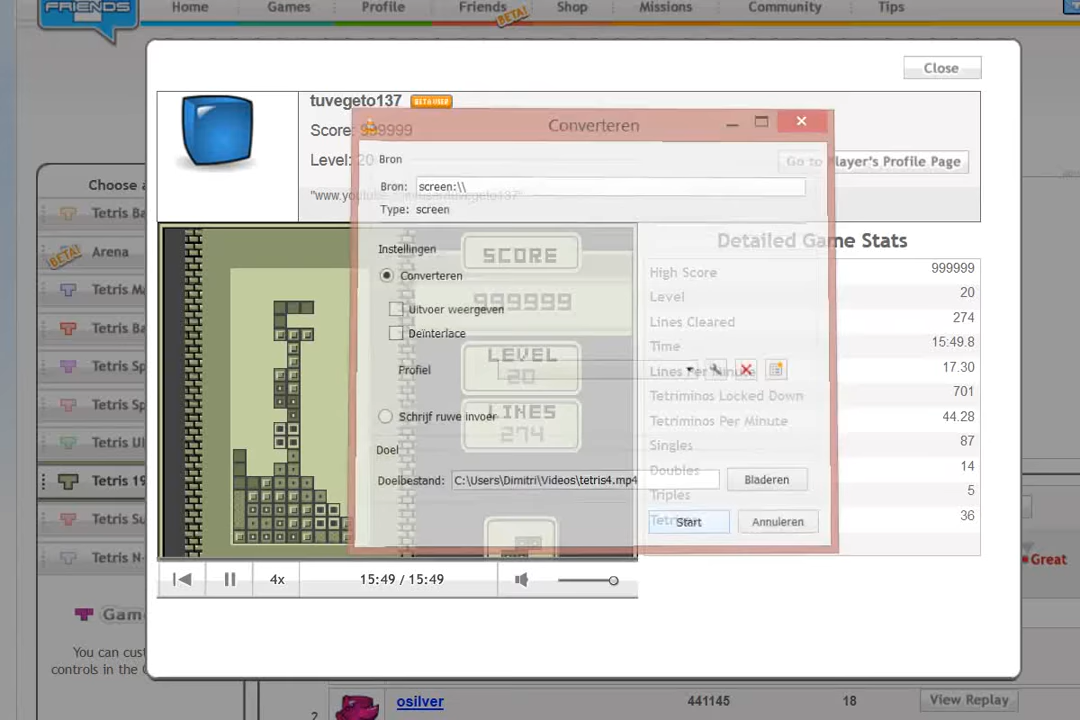 FRIENDS
Home Games Profile Friends Shop Missions Community Tips
BETA!
Close
tuvegeto137 BETA USER
Score: 999999
Level: 20
Go to Player's Profile Page
Converteren
Bron
Bron: screen:\\
Type: screen
Instellingen
Converteren
Uitvoer weergeven
Deïnterlace
Profiel
Schrijf ruwe invoer
Doel
Doelbestand: C:\Users\Dimitri\Videos\tetris4.mp4
Bladeren
Start Annuleren
SCORE
999999
LEVEL
20
LINES
274
Detailed Game Stats
High Score 999999
Level 20
Lines Cleared 274
Time 15:49.8
Lines Per Minute 17.30
Tetriminos Locked Down 701
Tetriminos Per Minute 44.28
Singles 87
Doubles 14
Triples 5
36
4x 15:49 / 15:49
Choose a
Tetris Ba
BETA!
Arena
Tetris Ma
Tetris Ba
Tetris Sp
Tetris Sp
Tetris Ul
Tetris 19
Tetris Su
Tetris N-
Great
Gam
You can cust
controls in the
2 osilver 441145 18 View Replay